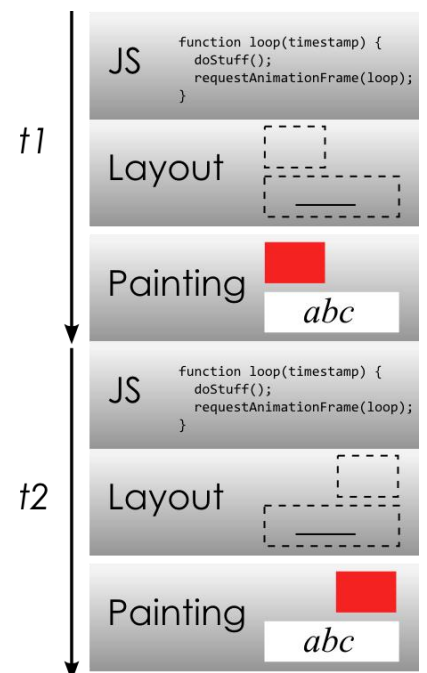 t1
JS
function loop(timestamp) {
  doStuff();
  requestAnimationFrame(loop);
}
Layout
Painting
abc
t2
JS
function loop(timestamp) {
  doStuff();
  requestAnimationFrame(loop);
}
Layout
Painting
abc